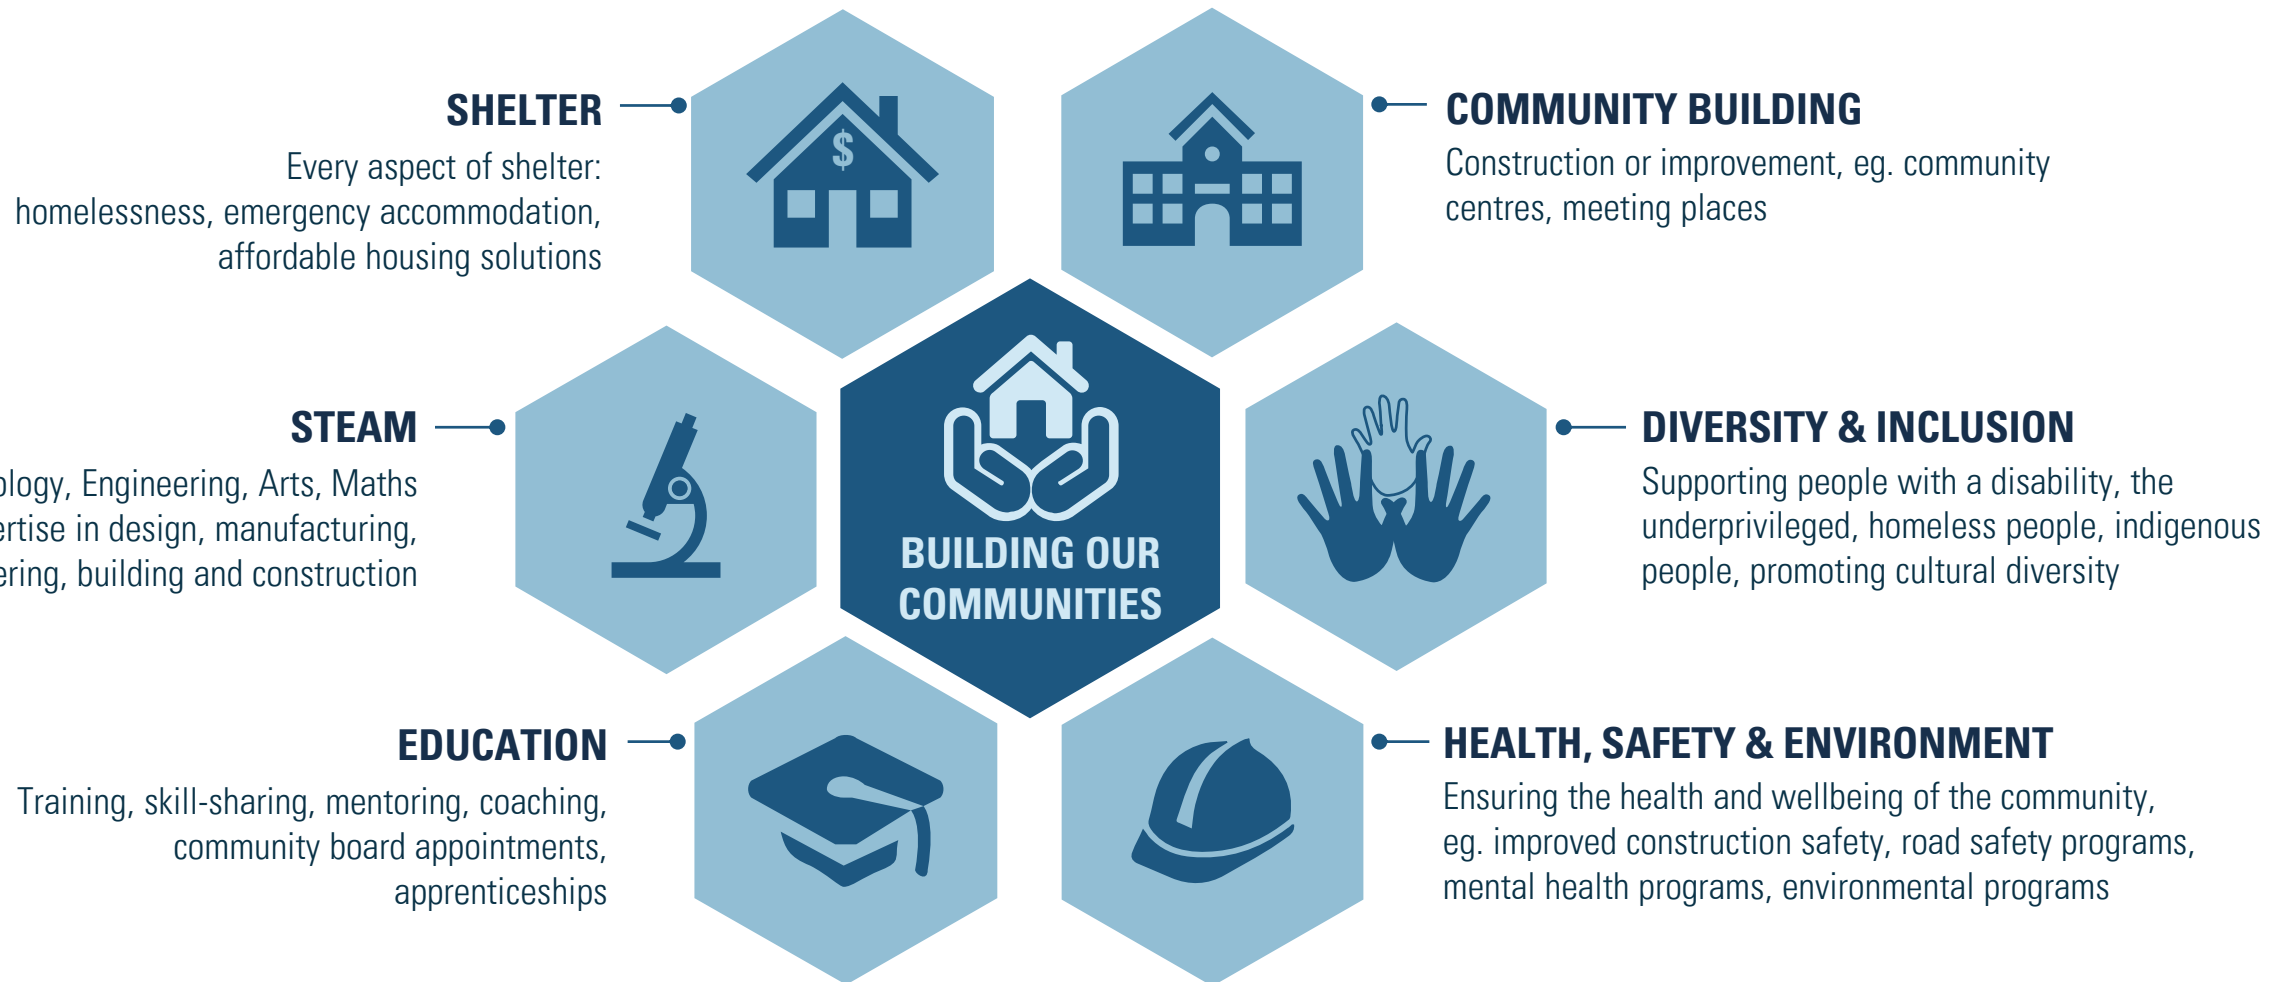 SHELTER
Every aspect of shelter:
homelessness, emergency accommodation,
affordable housing solutions
$
COMMUNITY BUILDING
Construction or improvement, eg. community
centres, meeting places
STEAM
Engineering, Arts, Maths
in design, manufacturing,
building and construction
BUILDING OUR
COMMUNITIES
DIVERSITY & INCLUSION
Supporting people with a disability, the
underprivileged, homeless people, indigenous
people, promoting cultural diversity
EDUCATION
Training, skill-sharing, mentoring, coaching,
community board appointments,
apprenticeships
HEALTH, SAFETY & ENVIRONMENT
Ensuring the health and wellbeing of the community,
eg. improved construction safety, road safety programs,
mental health programs, environmental programs